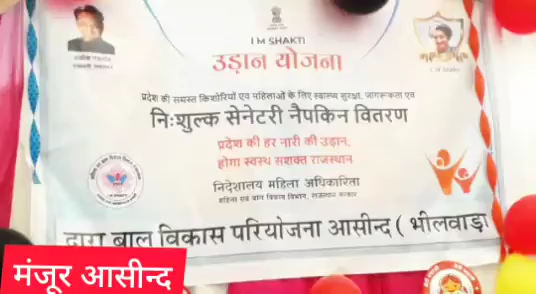 I M SHAKTI
उड़ान योजना
प्रदेश की समस्त किशोरियों एवं महिलाओं के लिए स्वास्थ्य सुरक्षा, जागरूकता एवं
निःशुल्क सेनेटरी नैपकिन वितरण
प्रदेश की हर नारी की उड़ान,
होगा स्वस्थ सशक्त राजस्थान
निदेशालय महिला अधिकारिता
महिला एवं बाल विकास विभाग, राजस्थान सरकार
द्वारा बाल विकास परियोजना आसीन्द ( भीलवाड़ा
मंजूर आसीन्द